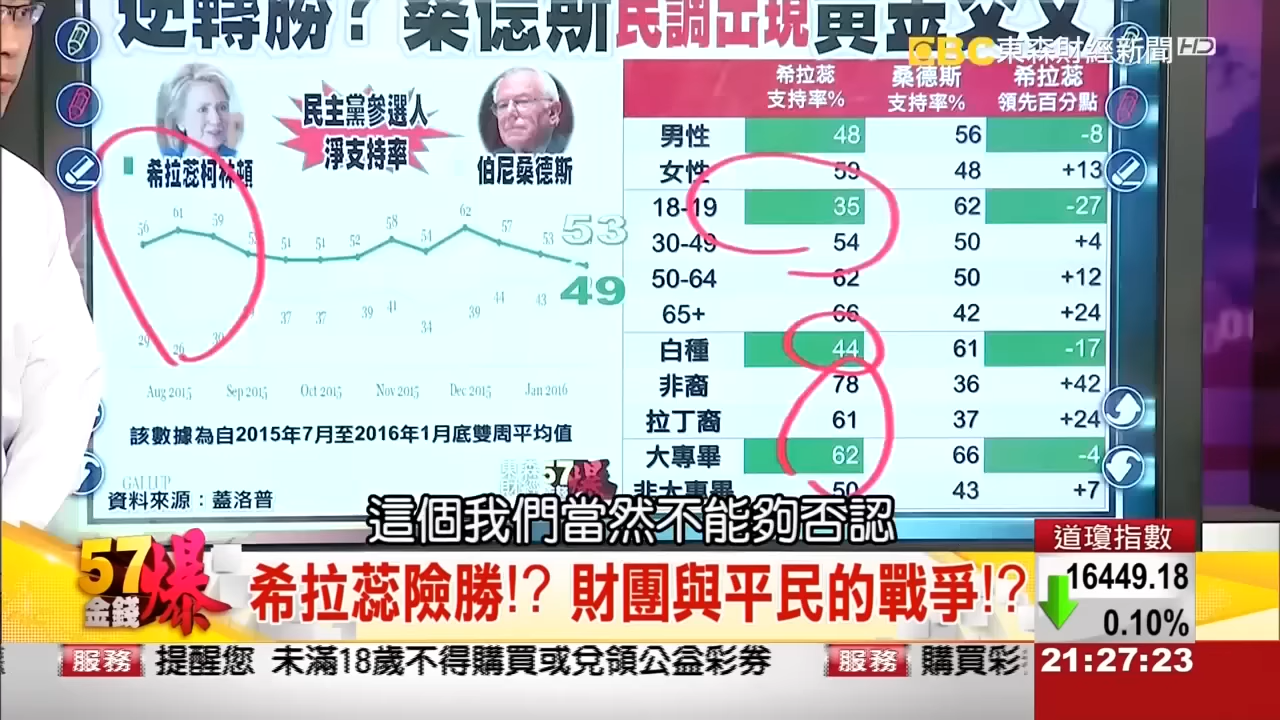 逆轉勝？桑德斯民調出現黃金交叉
EBC 東森財經新聞 HD
民主黨參選人
淨支持率
希拉蕊柯林頓
伯尼桑德斯
56 61 59 51 51 52 58 54 62 57 53 53
29 26 30 37 37 39 41 34 39 44 43 49
Aug 2015 Sep 2015 Oct 2015 Nov 2015 Dec 2015 Jan 2016
該數據為自2015年7月至2016年1月底雙周平均值
GALLUP
資料來源：蓋洛普
希拉蕊 桑德斯 希拉蕊
支持率% 支持率% 領先百分點
男性 48 56 -8
女性 59 48 +13
18-19 35 62 -27
30-49 54 50 +4
50-64 62 50 +12
65+ 66 42 +24
白種 44 61 -17
非裔 78 36 +42
拉丁裔 61 37 +24
大專畢 62 66 -4
非大專畢 50 43 +7
東森財經 57爆
這個我們當然不能夠否認
57爆 金錢
希拉蕊險勝!? 財團與平民的戰爭!?
道瓊指數
16449.18
0.10%
服務 提醒您 未滿18歲不得購買或兌領公益彩券 服務 購買彩
21:27:23